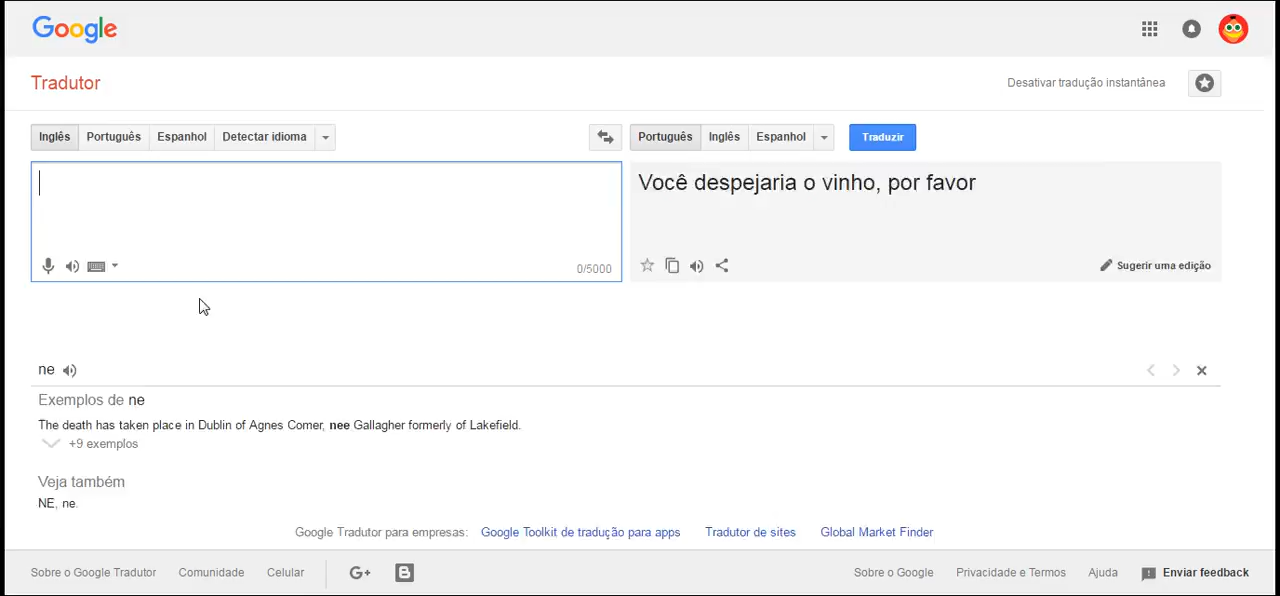 Google
Tradutor
Desativar tradução instantânea
Inglês Português Espanhol Detectar idioma Português Inglês Espanhol Traduzir
Você despejaria o vinho, por favor
0/5000
Sugerir uma edição
ne
Exemplos de ne
The death has taken place in Dublin of Agnes Comer, nee Gallagher formerly of Lakefield.
+9 exemplos
Veja também
NE, ne.
Google Tradutor para empresas: Google Toolkit de tradução para apps Tradutor de sites Global Market Finder
Sobre o Google Tradutor Comunidade Celular G+ B Sobre o Google Privacidade e Termos Ajuda Enviar feedback